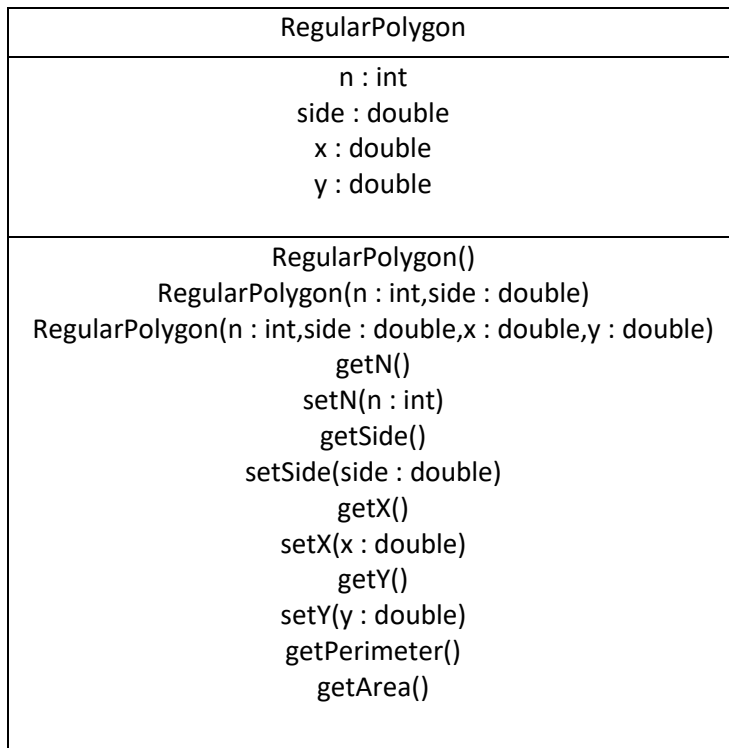 RegularPolygon
n : int
side : double
x : double
y : double
RegularPolygon()
RegularPolygon(n : int,side : double)
RegularPolygon(n : int,side : double,x : double,y : double)
getN()
setN(n : int)
getSide()
setSide(side : double)
getX()
setX(x : double)
getY()
setY(y : double)
getPerimeter()
getArea()